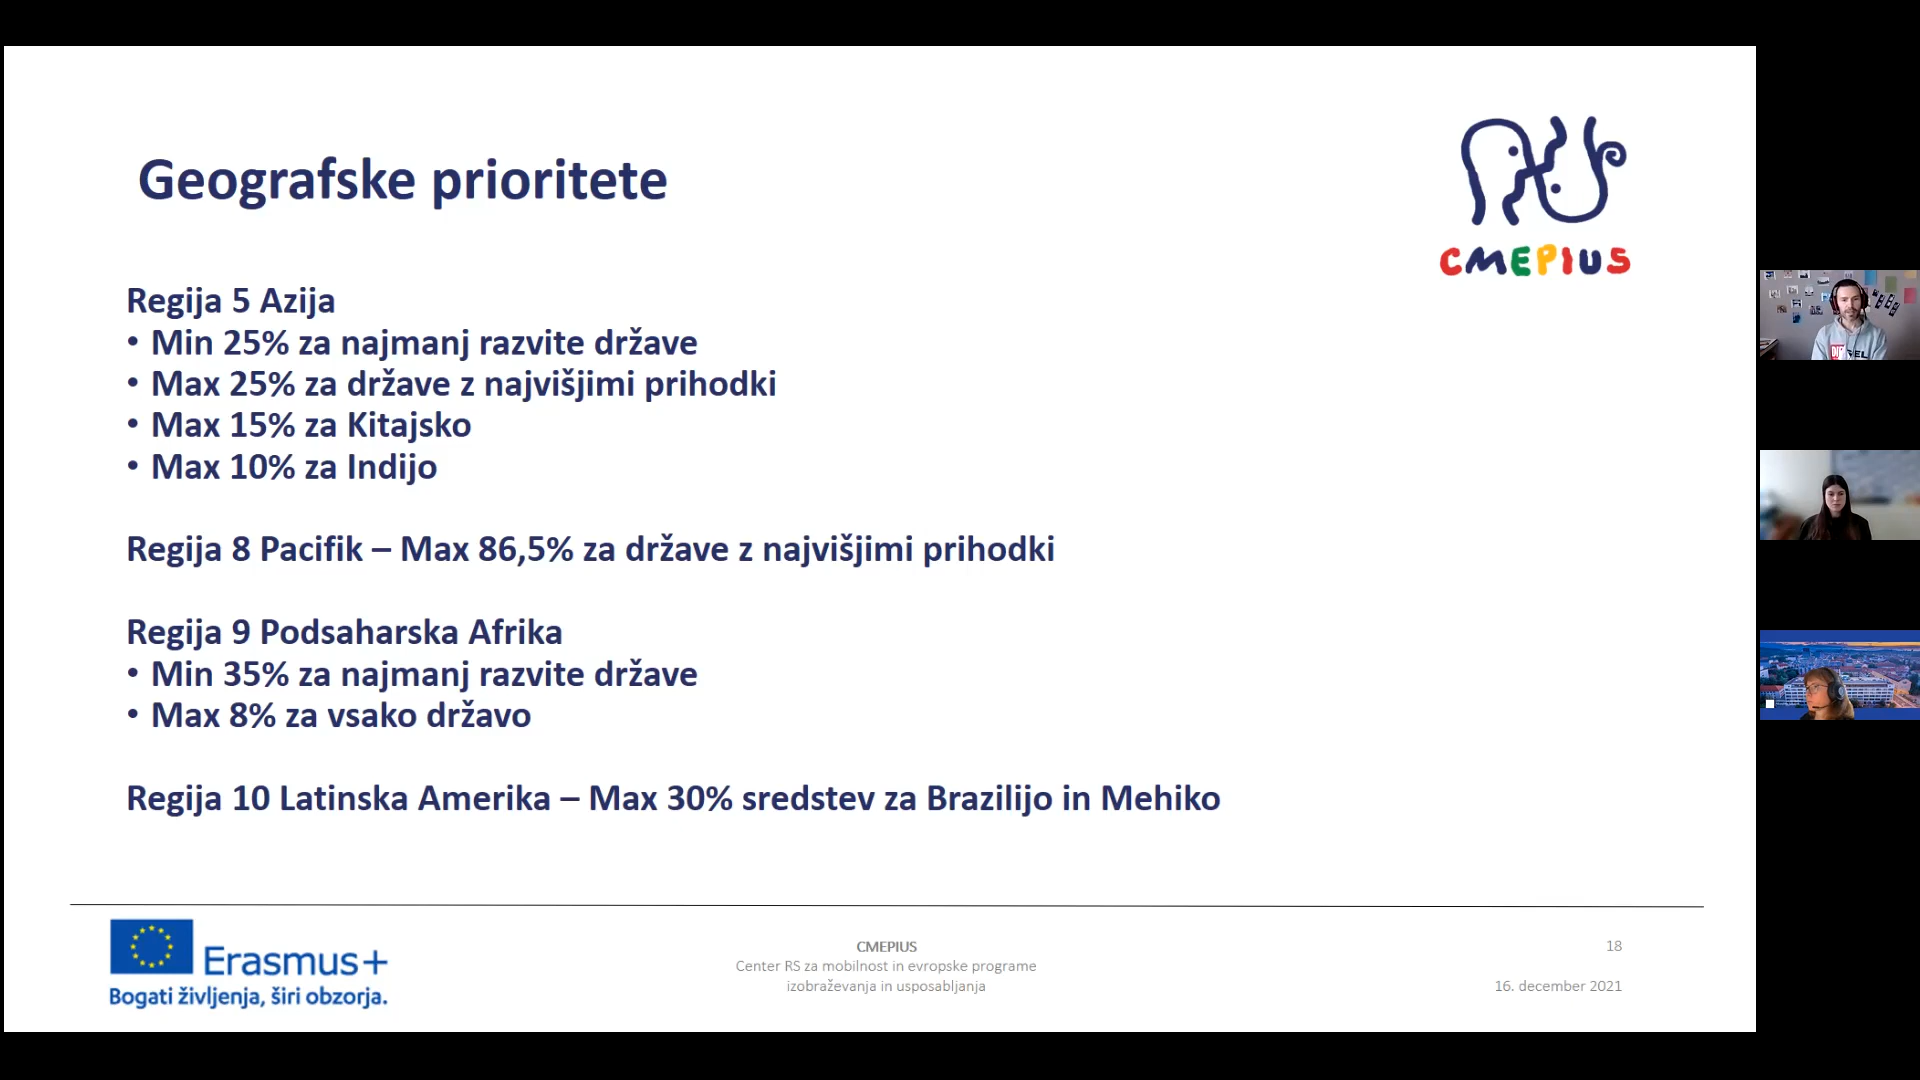 Geografske prioritete
CMEPIUS
Regija 5 Azija
• Min 25% za najmanj razvite države
• Max 25% za države z najvišjimi prihodki
• Max 15% za Kitajsko
• Max 10% za Indijo
Regija 8 Pacifik – Max 86,5% za države z najvišjimi prihodki
Regija 9 Podsaharska Afrika
• Min 35% za najmanj razvite države
• Max 8% za vsako državo
Regija 10 Latinska Amerika – Max 30% sredstev za Brazilijo in Mehiko
Erasmus+
Bogati življenja, širi obzorja.
CMEPIUS
Center RS za mobilnost in evropske programe
izobraževanja in usposabljanja
18
16. december 2021